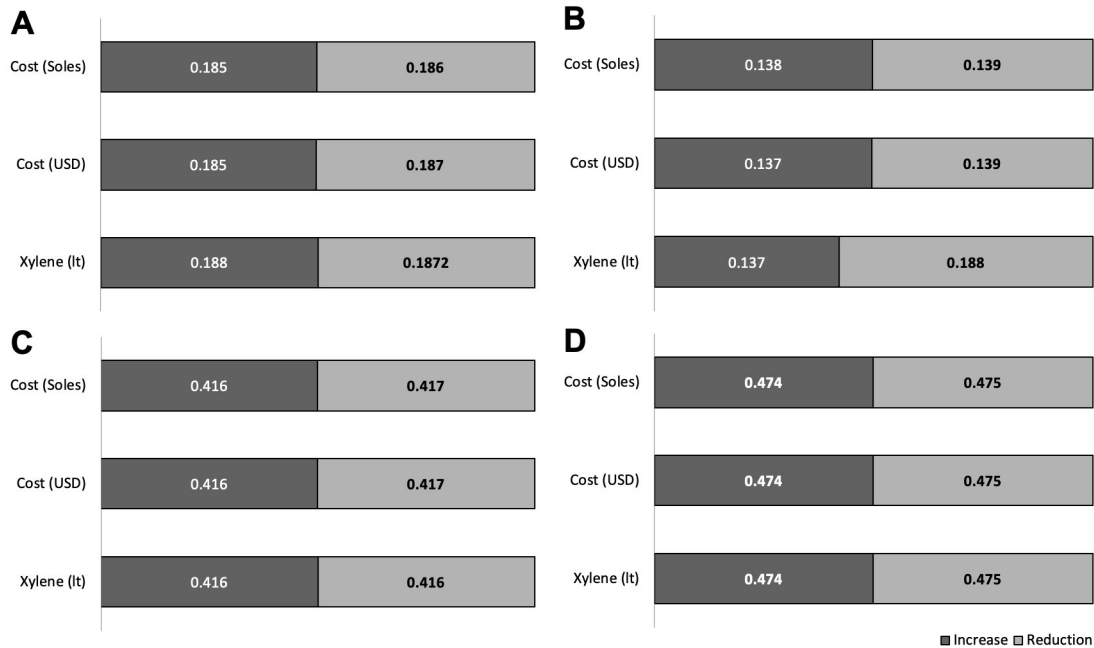 A
Cost (Soles) 0.185 0.186
Cost (USD) 0.185 0.187
Xylene (lt) 0.188 0.1872
B
Cost (Soles) 0.138 0.139
Cost (USD) 0.137 0.139
Xylene (lt) 0.137 0.188
C
Cost (Soles) 0.416 0.417
Cost (USD) 0.416 0.417
Xylene (lt) 0.416 0.416
D
Cost (Soles) 0.474 0.475
Cost (USD) 0.474 0.475
Xylene (lt) 0.474 0.475
Increase Reduction